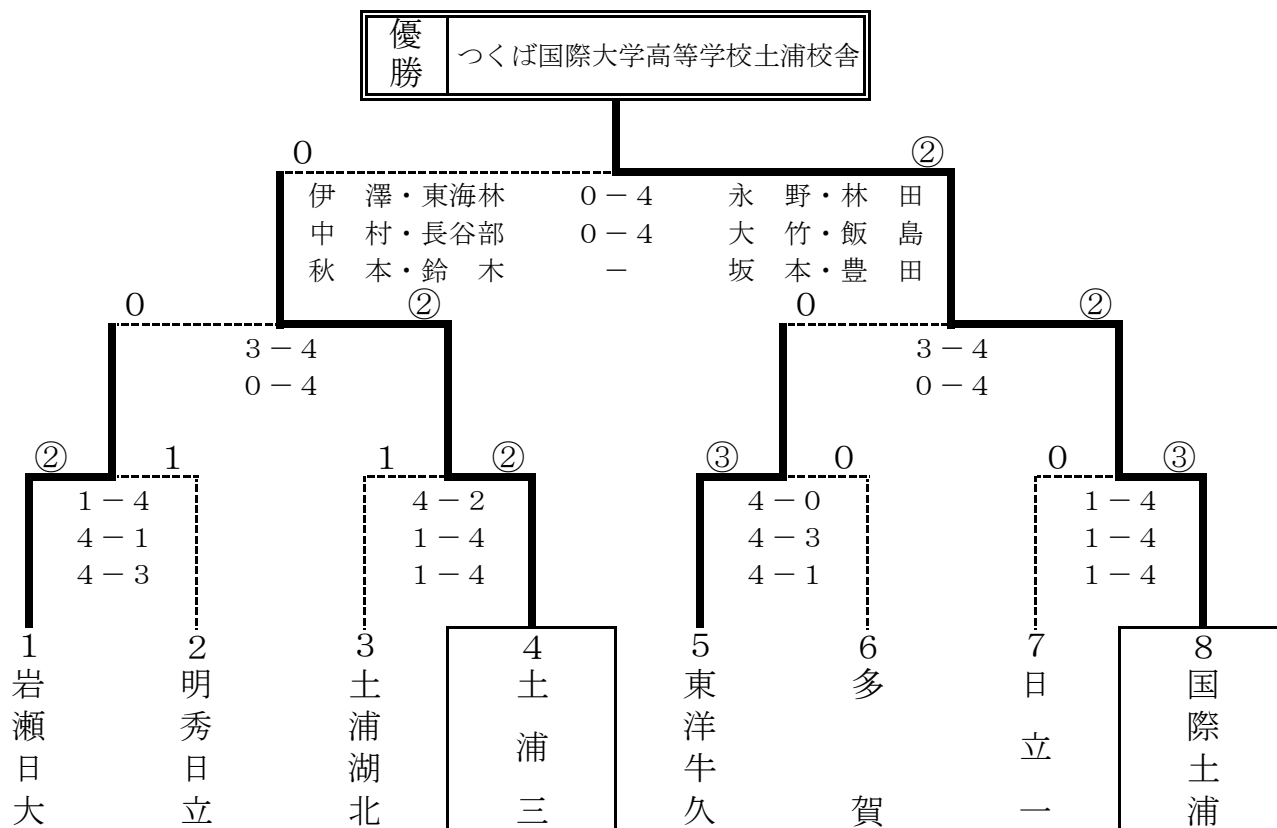 優勝 つくば国際大学高等学校土浦校舎
０ ②
伊　澤・東海林 ０－４ 永　野・林　田
中　村・長谷部 ０－４ 大　竹・飯　島
秋　本・鈴　木 － 坂　本・豊　田
０ ② ０ ②
３－４ ３－４
０－４ ０－４
② １ １ ② ③ ０ ０ ③
１－４ ４－２ ４－０ １－４
４－１ １－４ ４－３ １－４
４－３ １－４ ４－１ １－４
１ ２ ３ ４ ５ ６ ７ ８
岩瀬日大
明秀日立
土浦湖北
土浦三
東洋牛久
多賀
日立一
国際土浦